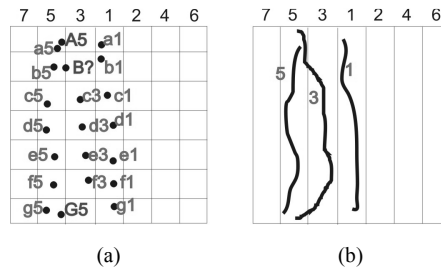 7 5 3 1 2 4 6 7 5 3 1 2 4 6
a5 A5 a1
b5 B? b1
c5 c3 c1
d5 d3 d1
e5 e3 e1
f5 f3 f1
g5 G5 g1
5 3 1
(a) (b)